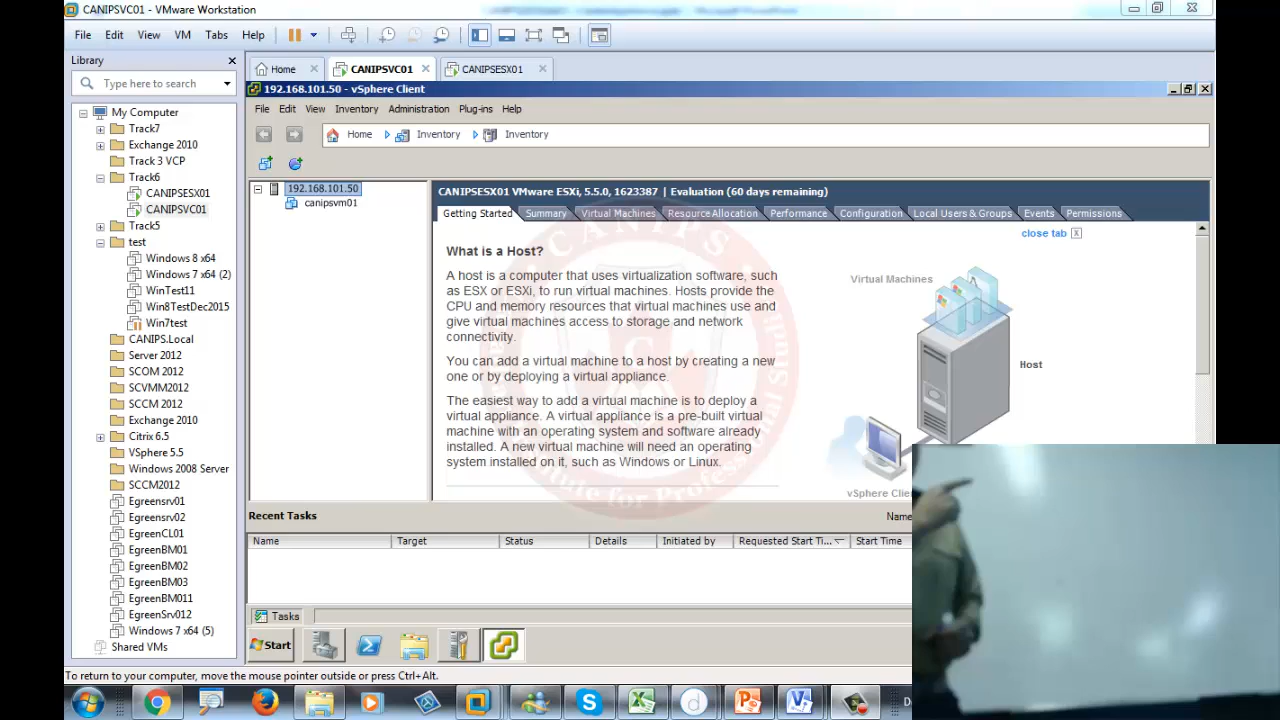 CANIPSVC01 - VMware Workstation
File Edit View VM Tabs Help
Library
Type here to search
My Computer
Track7
Exchange 2010
Track 3 VCP
Track6
CANIPSESX01
CANIPSVC01
Track5
test
Windows 8 x64
Windows 7 x64 (2)
WinTest11
Win8TestDec2015
Win7test
CANIPS.Local
Server 2012
SCOM 2012
SCVMM2012
SCCM 2012
Exchange 2010
Citrix 6.5
VSphere 5.5
Windows 2008 Server
SCCM2012
Egreensrv01
Egreensrv02
EgreenCL01
EgreenBM01
EgreenBM02
EgreenBM03
EgreenBM011
EgreenSrv012
Windows 7 x64 (5)
Shared VMs
Home CANIPSVC01 CANIPSESX01
192.168.101.50 - vSphere Client
File Edit View Inventory Administration Plug-ins Help
Home Inventory Inventory
192.168.101.50
canipsvm01
CANIPSESX01 VMware ESXi, 5.5.0, 1623387 | Evaluation (60 days remaining)
Getting Started Summary Virtual Machines Resource Allocation Performance Configuration Local Users & Groups Events Permissions
close tab
What is a Host?
A host is a computer that uses virtualization software, such
as ESX or ESXi, to run virtual machines. Hosts provide the
CPU and memory resources that virtual machines use and
give virtual machines access to storage and network
connectivity.
You can add a virtual machine to a host by creating a new
one or by deploying a virtual appliance.
The easiest way to add a virtual machine is to deploy a
virtual appliance. A virtual appliance is a pre-built virtual
machine with an operating system and software already
installed. A new virtual machine will need an operating
system installed on it, such as Windows or Linux.
Virtual Machines
Host
vSphere Clie
CANIPS
Recent Tasks
Name
Name Target Status Details Initiated by Requested Start Ti... Start Time
Tasks
Start
To return to your computer, move the mouse pointer outside or press Ctrl+Alt.